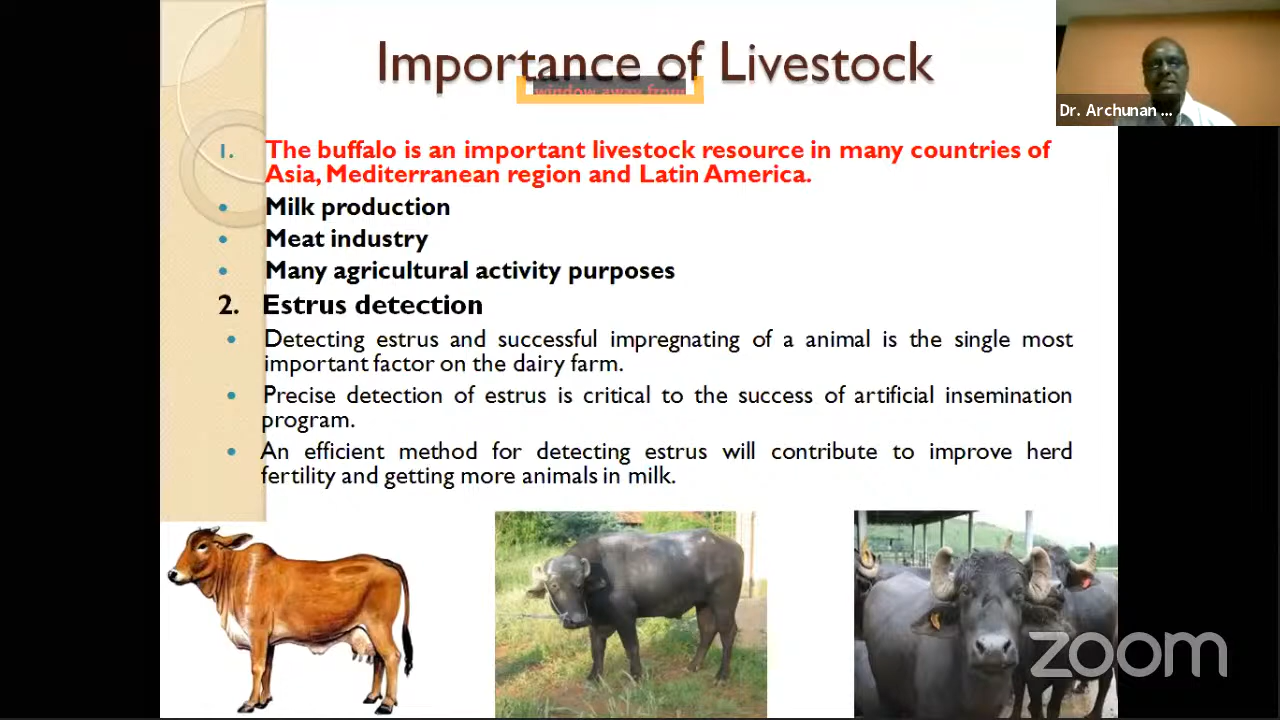 Importance of Livestock
window away from
Dr. Archunan ...
1. The buffalo is an important livestock resource in many countries of
Asia, Mediterranean region and Latin America.
• Milk production
• Meat industry
• Many agricultural activity purposes
2. Estrus detection
• Detecting estrus and successful impregnating of a animal is the single most
important factor on the dairy farm.
• Precise detection of estrus is critical to the success of artificial insemination
program.
• An efficient method for detecting estrus will contribute to improve herd
fertility and getting more animals in milk.
zoom